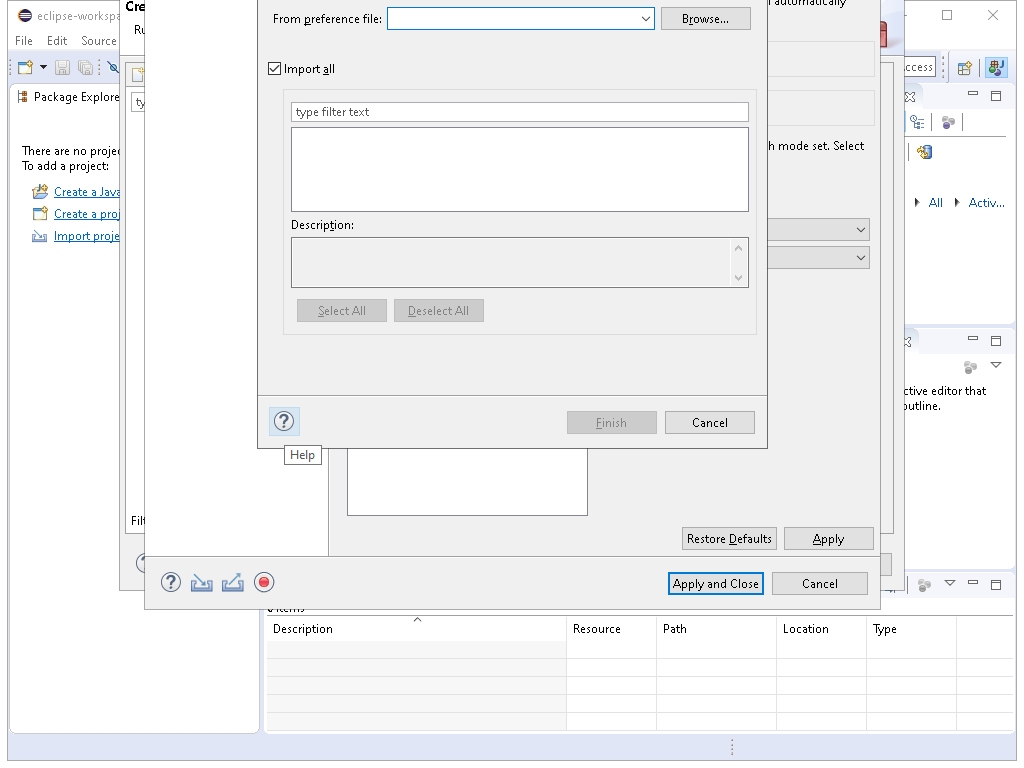 eclipse-workspa
Cre
automatically
From preference file:
Browse...
Ru
File Edit Source
ccess
Import all
Package Explore
ty
type filter text
h mode set. Select
There are no projec
To add a project:
Create a Java
Create a proj
Import proje
All
Activ...
Description:
Select All
Deselect All
ctive editor that
outline.
Finish
Cancel
Help
Filt
Restore Defaults
Apply
Apply and Close
Cancel
Description
Resource
Path
Location
Type